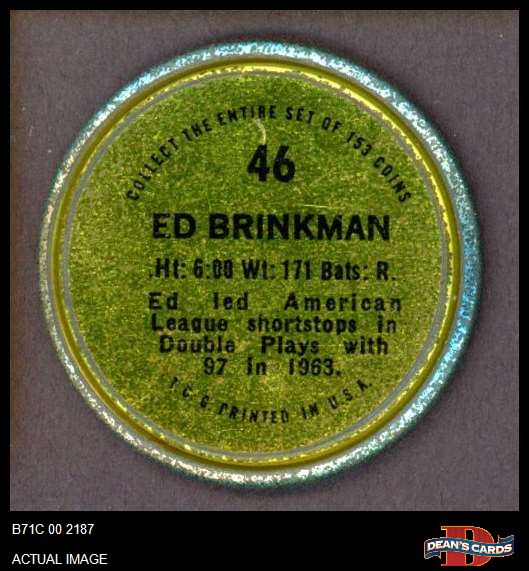 COLLECT THE ENTIRE SET OF 153 COINS
46
ED BRINKMAN
Ht: 6:00 Wt: 171 Bats: R.
Ed led American
League shortstops in
Double Plays with
97 in 1963.
T.C.G PRINTED IN U.S.A.
B71C 00 2187
ACTUAL IMAGE
B
DEAN'S CARDS